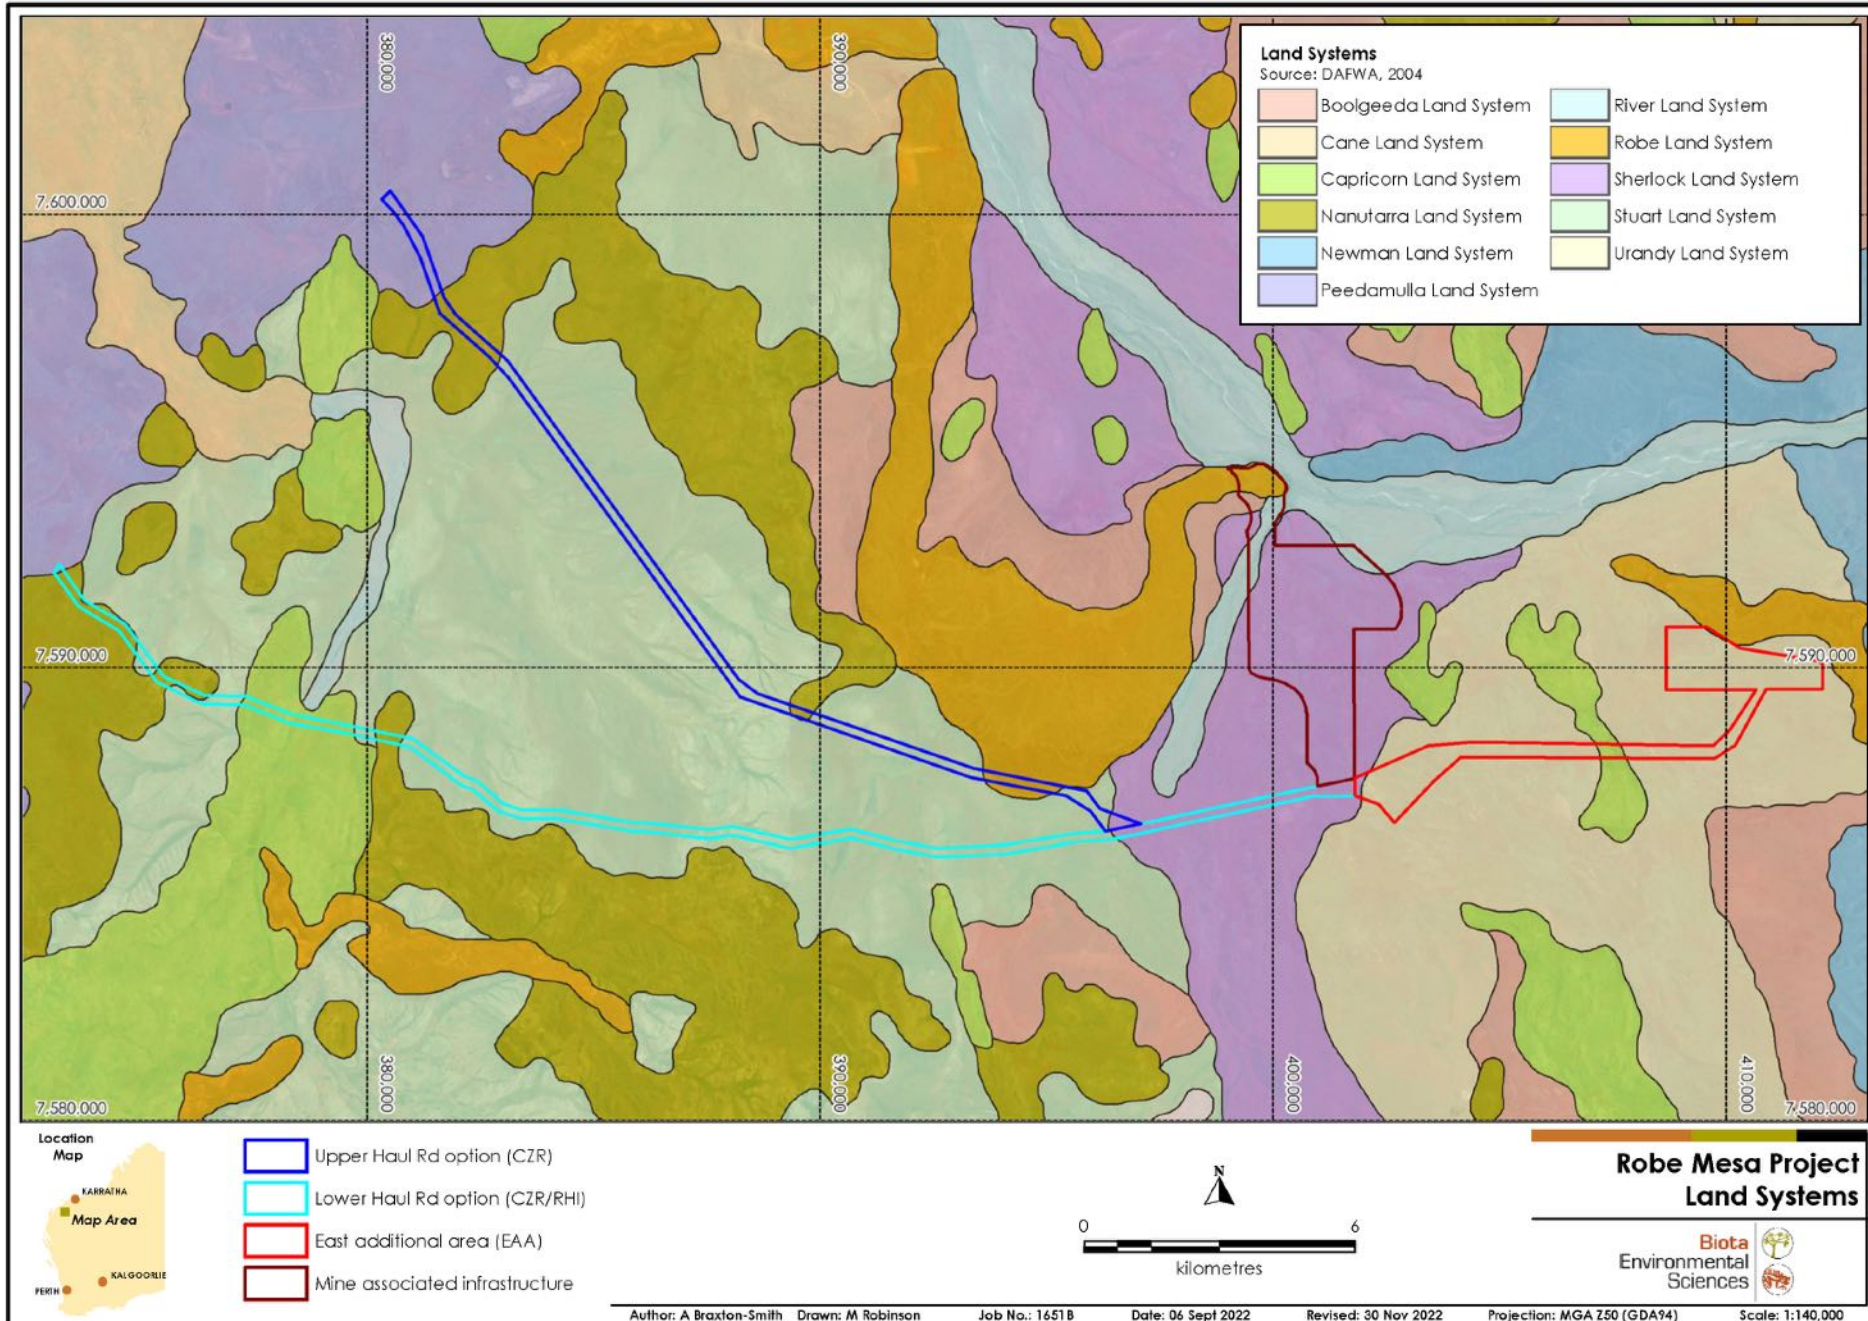 380,000
390,000
Land Systems
Source: DAFWA, 2004
Boolgeeda Land System
Cane Land System
Capricorn Land System
Nanutarra Land System
Newman Land System
Peedamulla Land System
River Land System
Robe Land System
Sherlock Land System
Stuart Land System
Urandy Land System
7,600,000
7,590,000
7,590,000
380,000
390,000
400,000
410,000
7,580,000
7,580,000
Location
Map
KARRATHA
Map Area
KALGOORLIE
PERTH
Upper Haul Rd option (CZR)
Lower Haul Rd option (CZR/RHI)
East additional area (EAA)
Mine associated infrastructure
N
0 6
kilometres
Robe Mesa Project
Land Systems
Biota
Environmental
Sciences
Author: A Braxton-Smith Drawn: M Robinson Job No.: 1651B Date: 06 Sept 2022 Revised: 30 Nov 2022 Projection: MGA Z50 (GDA94) Scale: 1:140,000